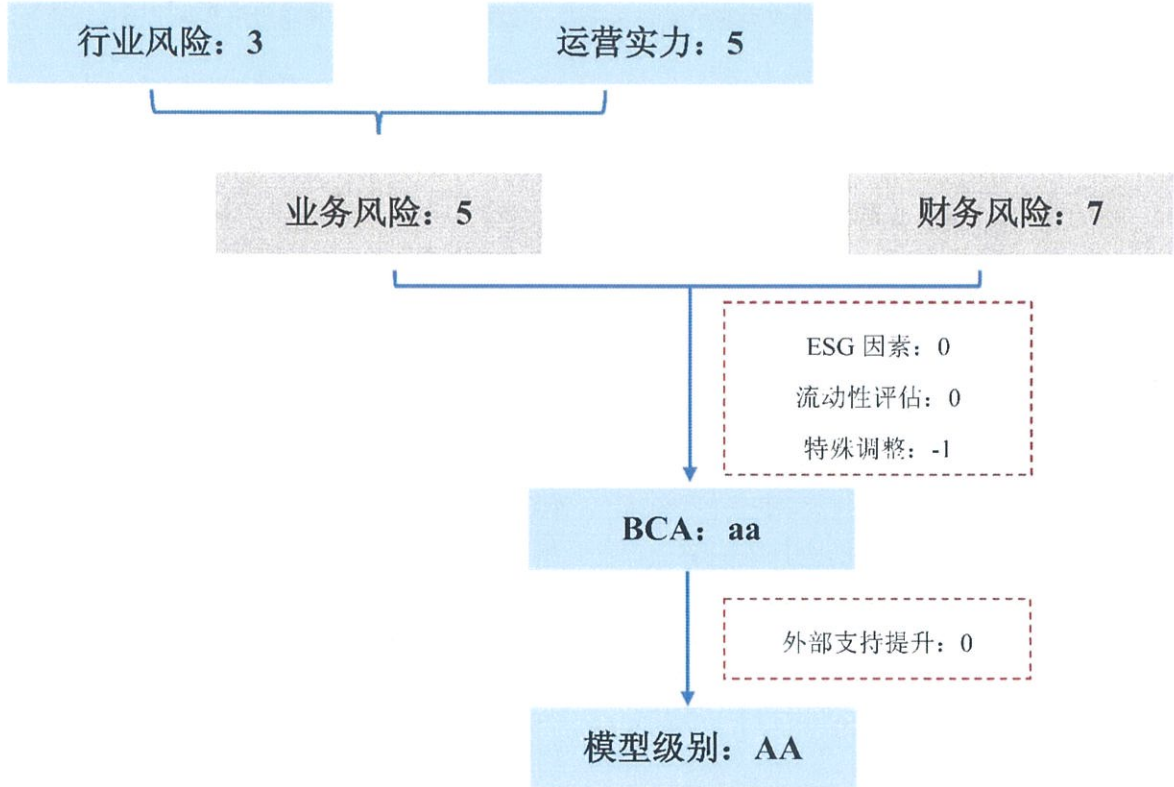 行业风险：3
运营实力：5
业务风险：5
财务风险：7
ESG 因素：0
流动性评估：0
特殊调整：-1
BCA：aa
外部支持提升：0
模型级别：AA